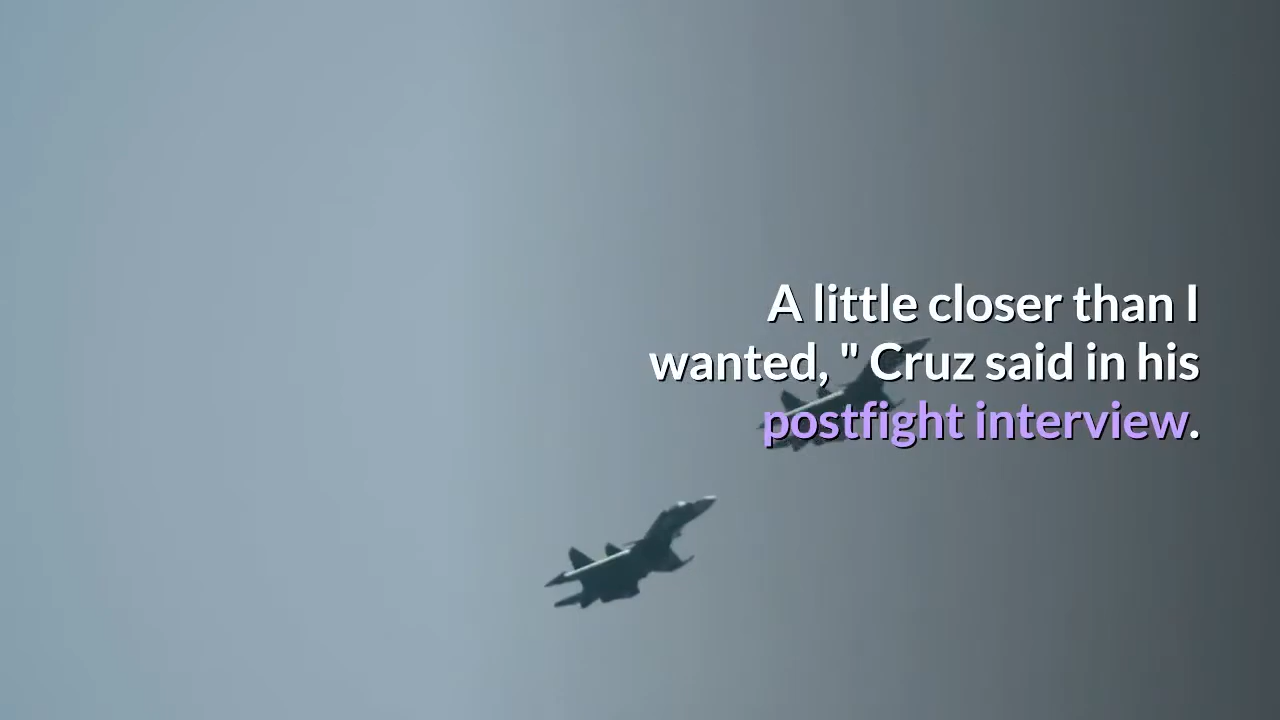 A little closer than I
wanted, " Cruz said in his
postfight interview.